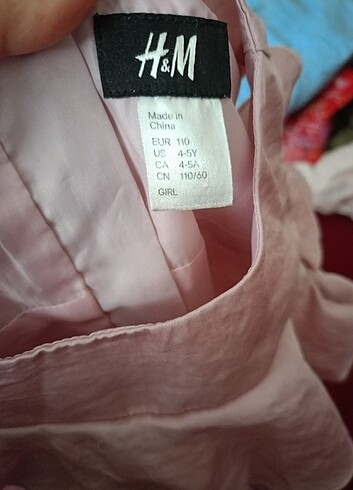 H&M
Made in
China
EUR 110
US 4-5Y
CA 4-5A
CN 110/60
GIRL